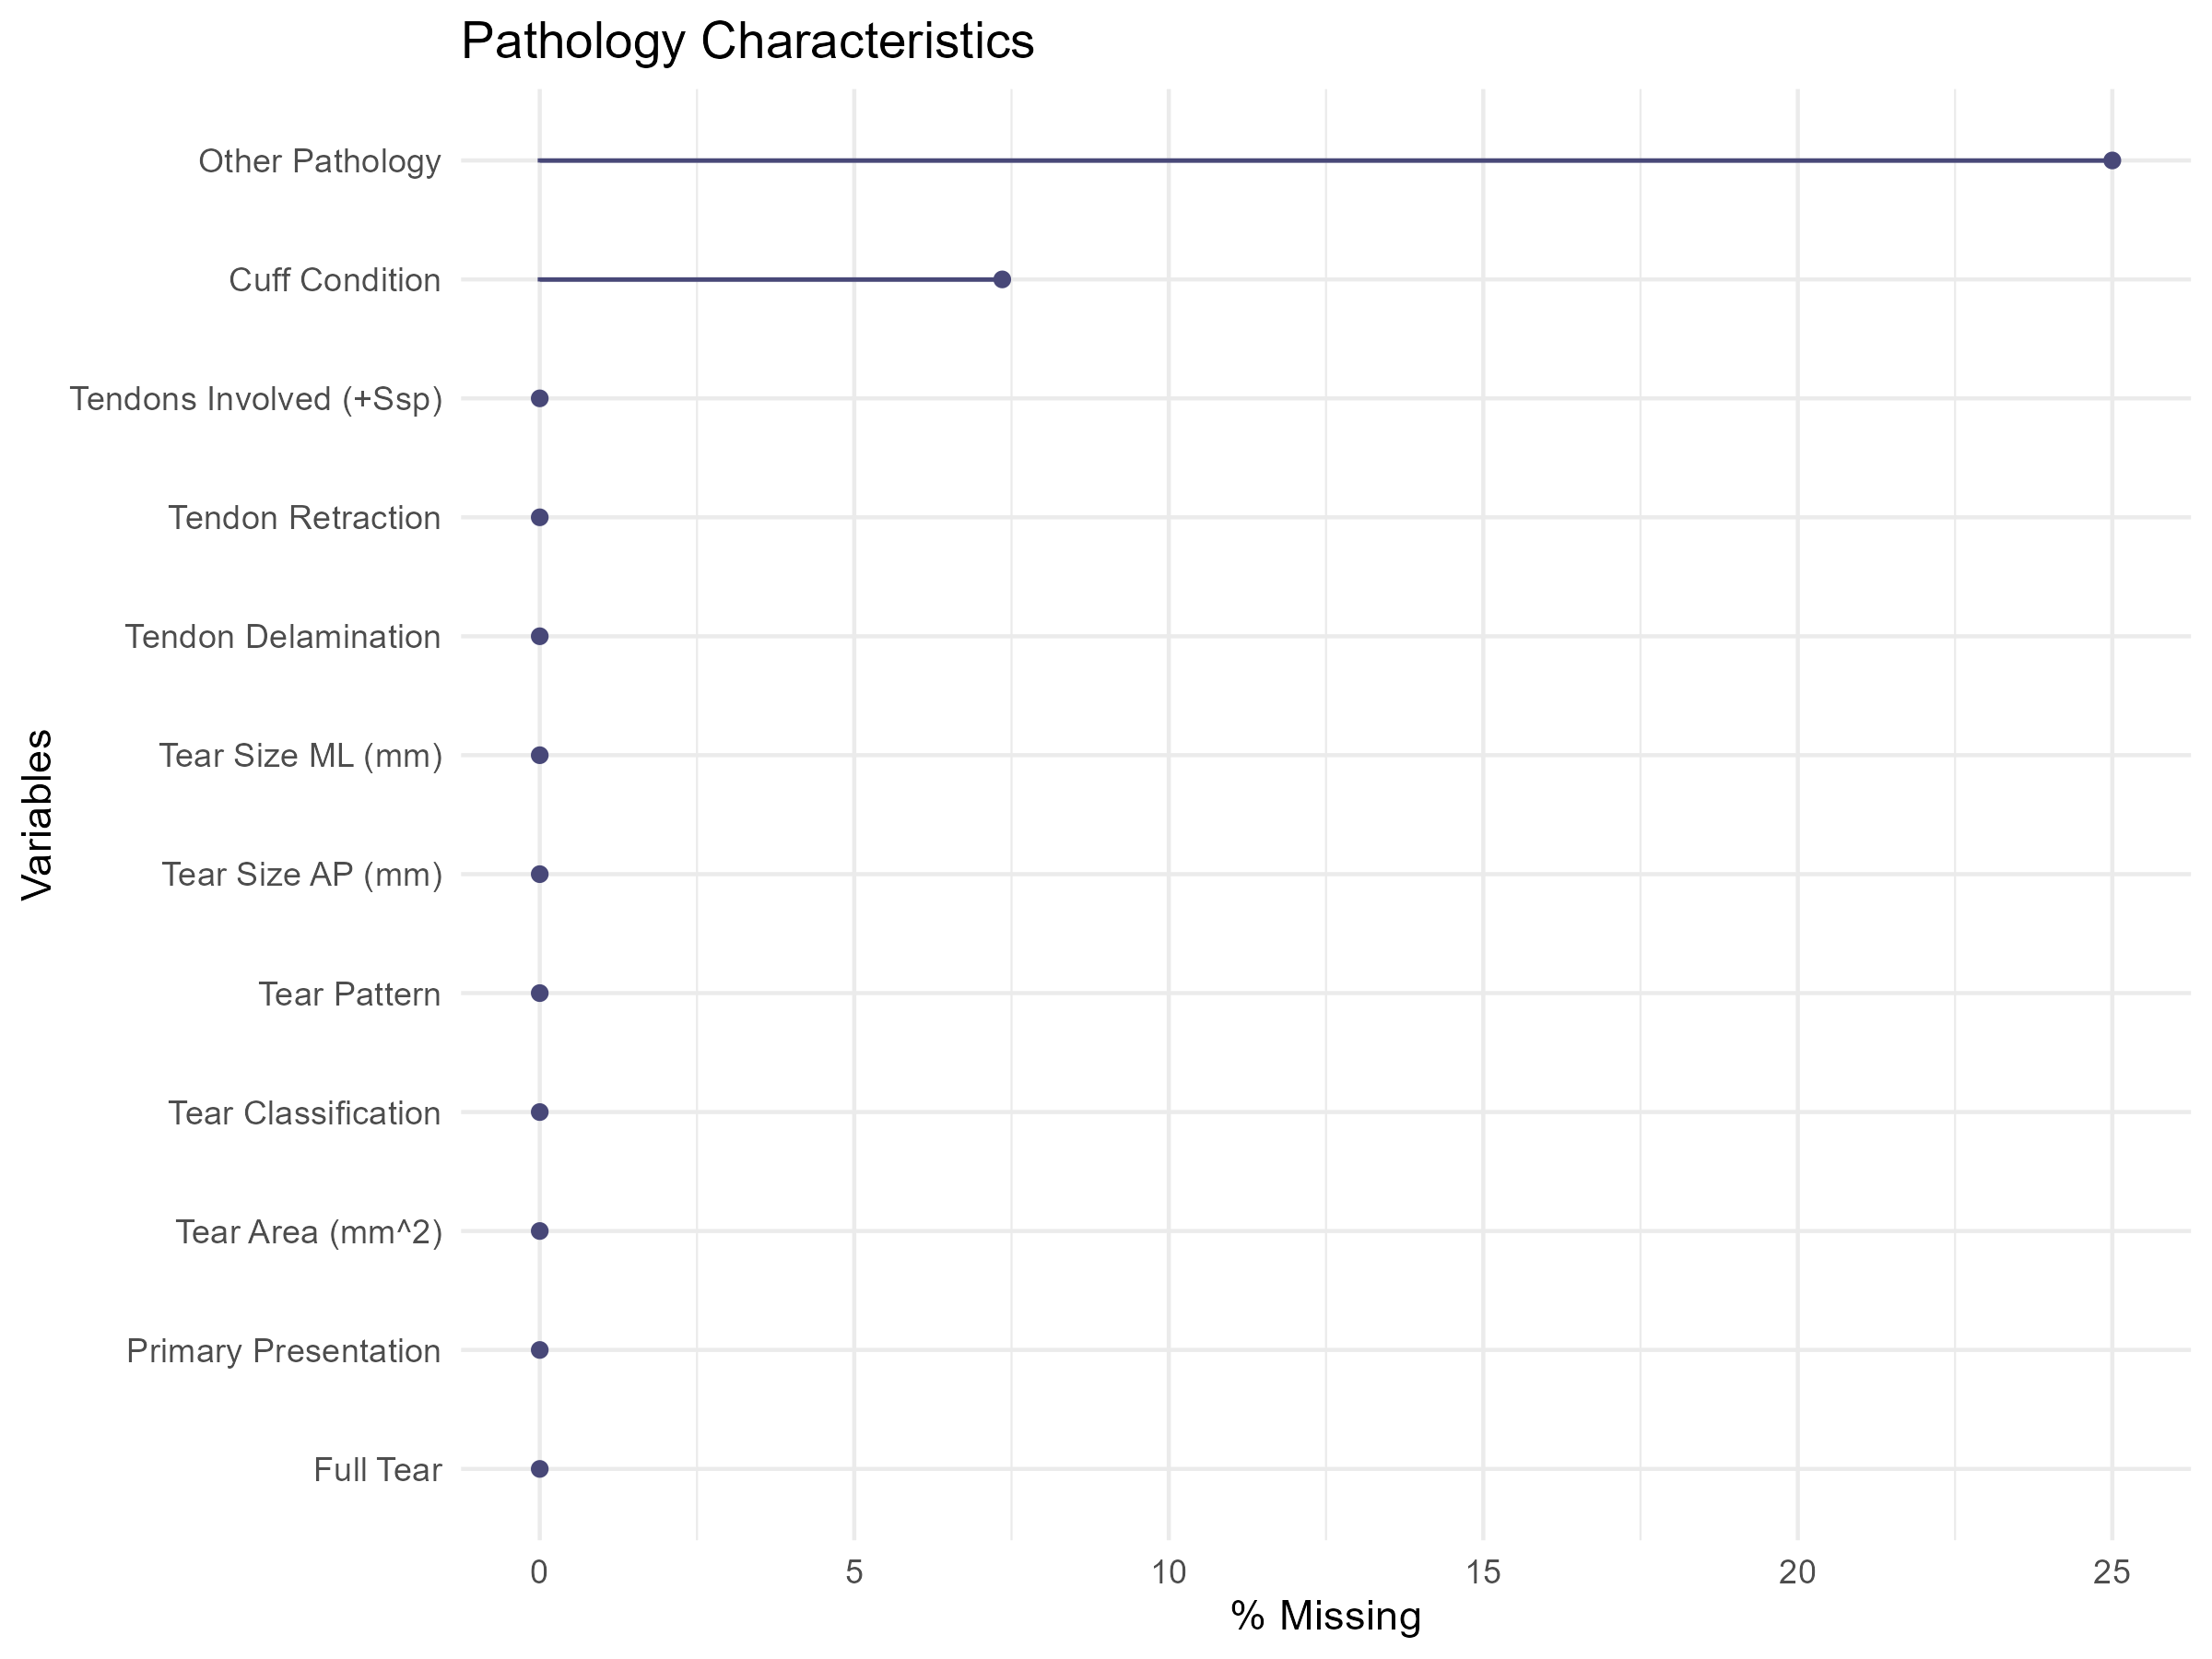 Pathology Characteristics
Other Pathology
Cuff Condition
Tendons Involved (+Ssp)
Tendon Retraction
Tendon Delamination
Tear Size ML (mm)
Tear Size AP (mm)
Tear Pattern
Tear Classification
Tear Area (mm^2)
Primary Presentation
Full Tear
Variables
0 5 10 15 20 25
% Missing